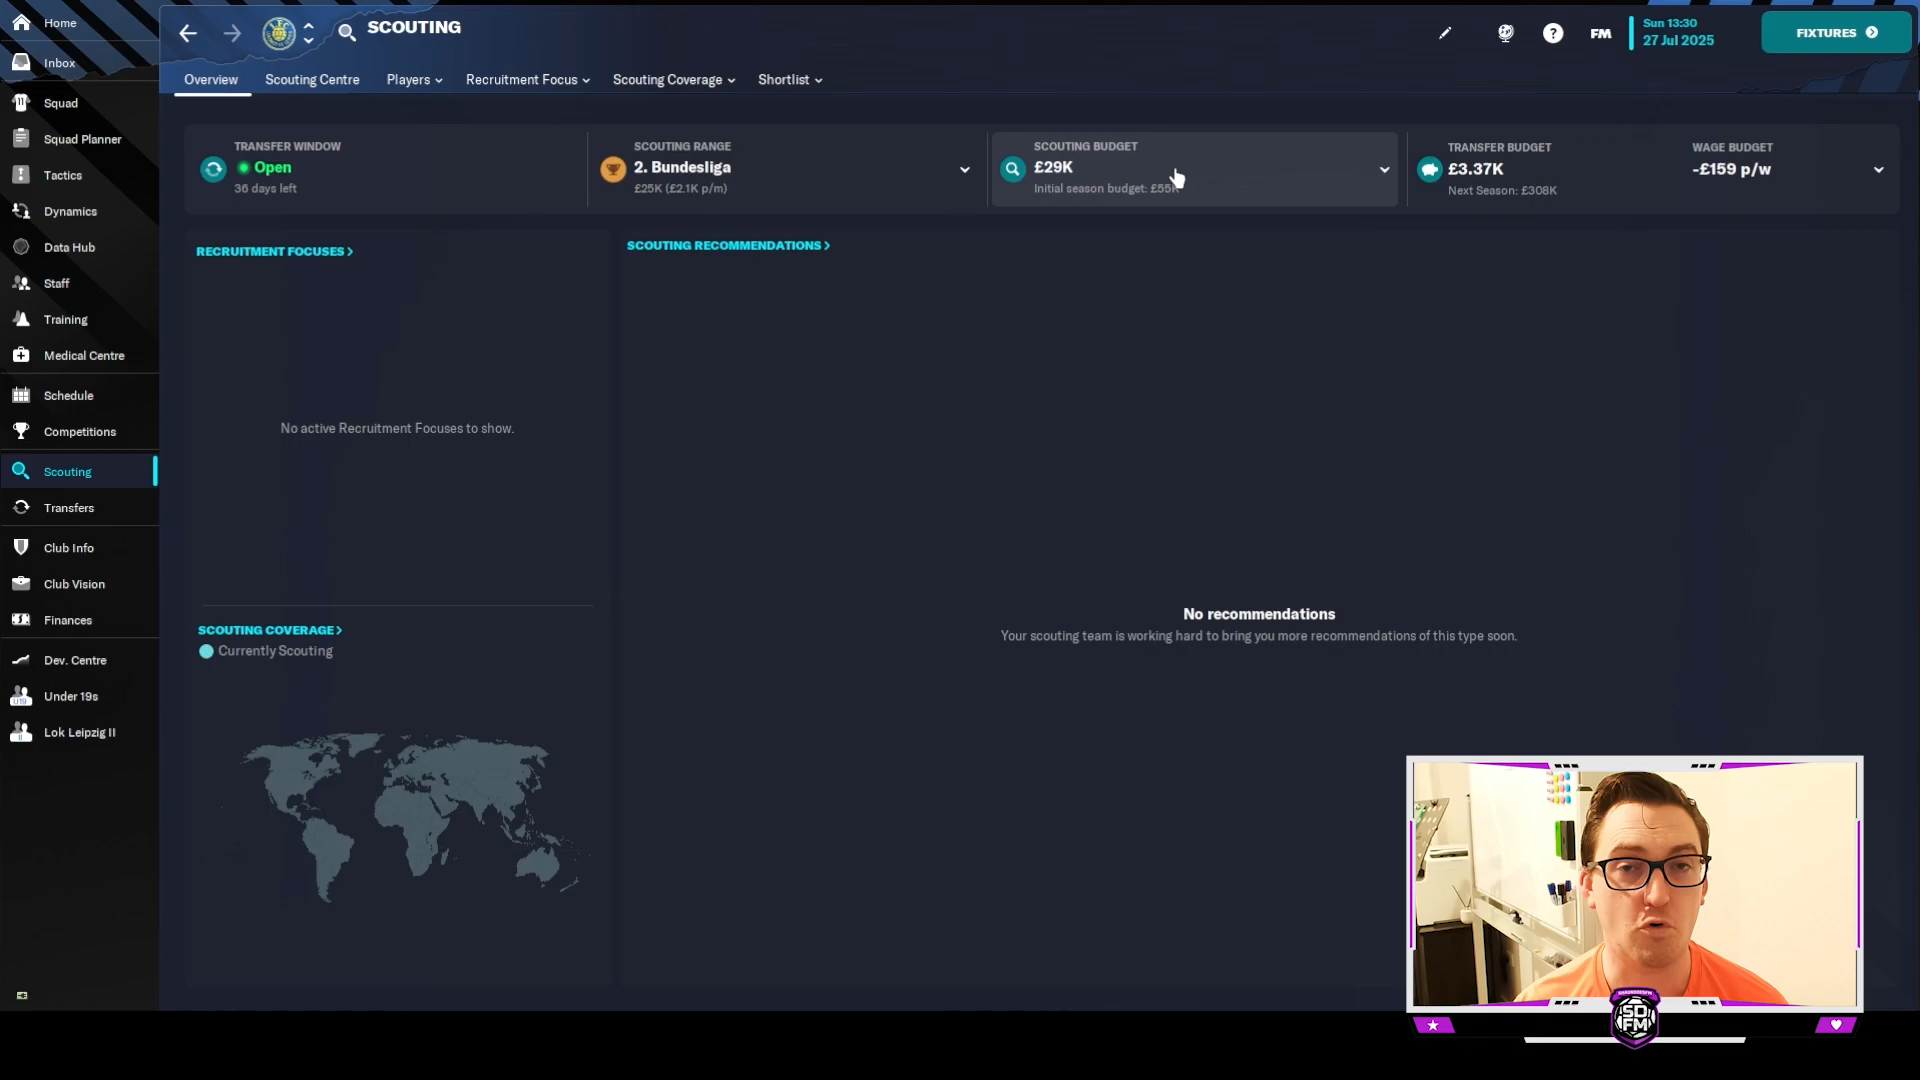 Home
Inbox
Squad
Squad Planner
Tactics
Dynamics
Data Hub
Staff
Training
Medical Centre
Schedule
Competitions
Scouting
Transfers
Club Info
Club Vision
Finances
Dev. Centre
Under 19s
U19
Lok Leipzig II
SCOUTING
?
FM
Sun 13:30
27 Jul 2025
FIXTURES
Overview
Scouting Centre
Players
Recruitment Focus
Scouting Coverage
Shortlist
TRANSFER WINDOW
Open
36 days left
SCOUTING RANGE
2. Bundesliga
£25K (£2.1K p/m)
SCOUTING BUDGET
£29K
Initial season budget: £55K
TRANSFER BUDGET
£3.37K
Next Season: £308K
WAGE BUDGET
-£159 p/w
RECRUITMENT FOCUSES >
No active Recruitment Focuses to show.
SCOUTING COVERAGE >
Currently Scouting
SCOUTING RECOMMENDATIONS >
No recommendations
Your scouting team is working hard to bring you more recommendations of this type soon.
SD
FM